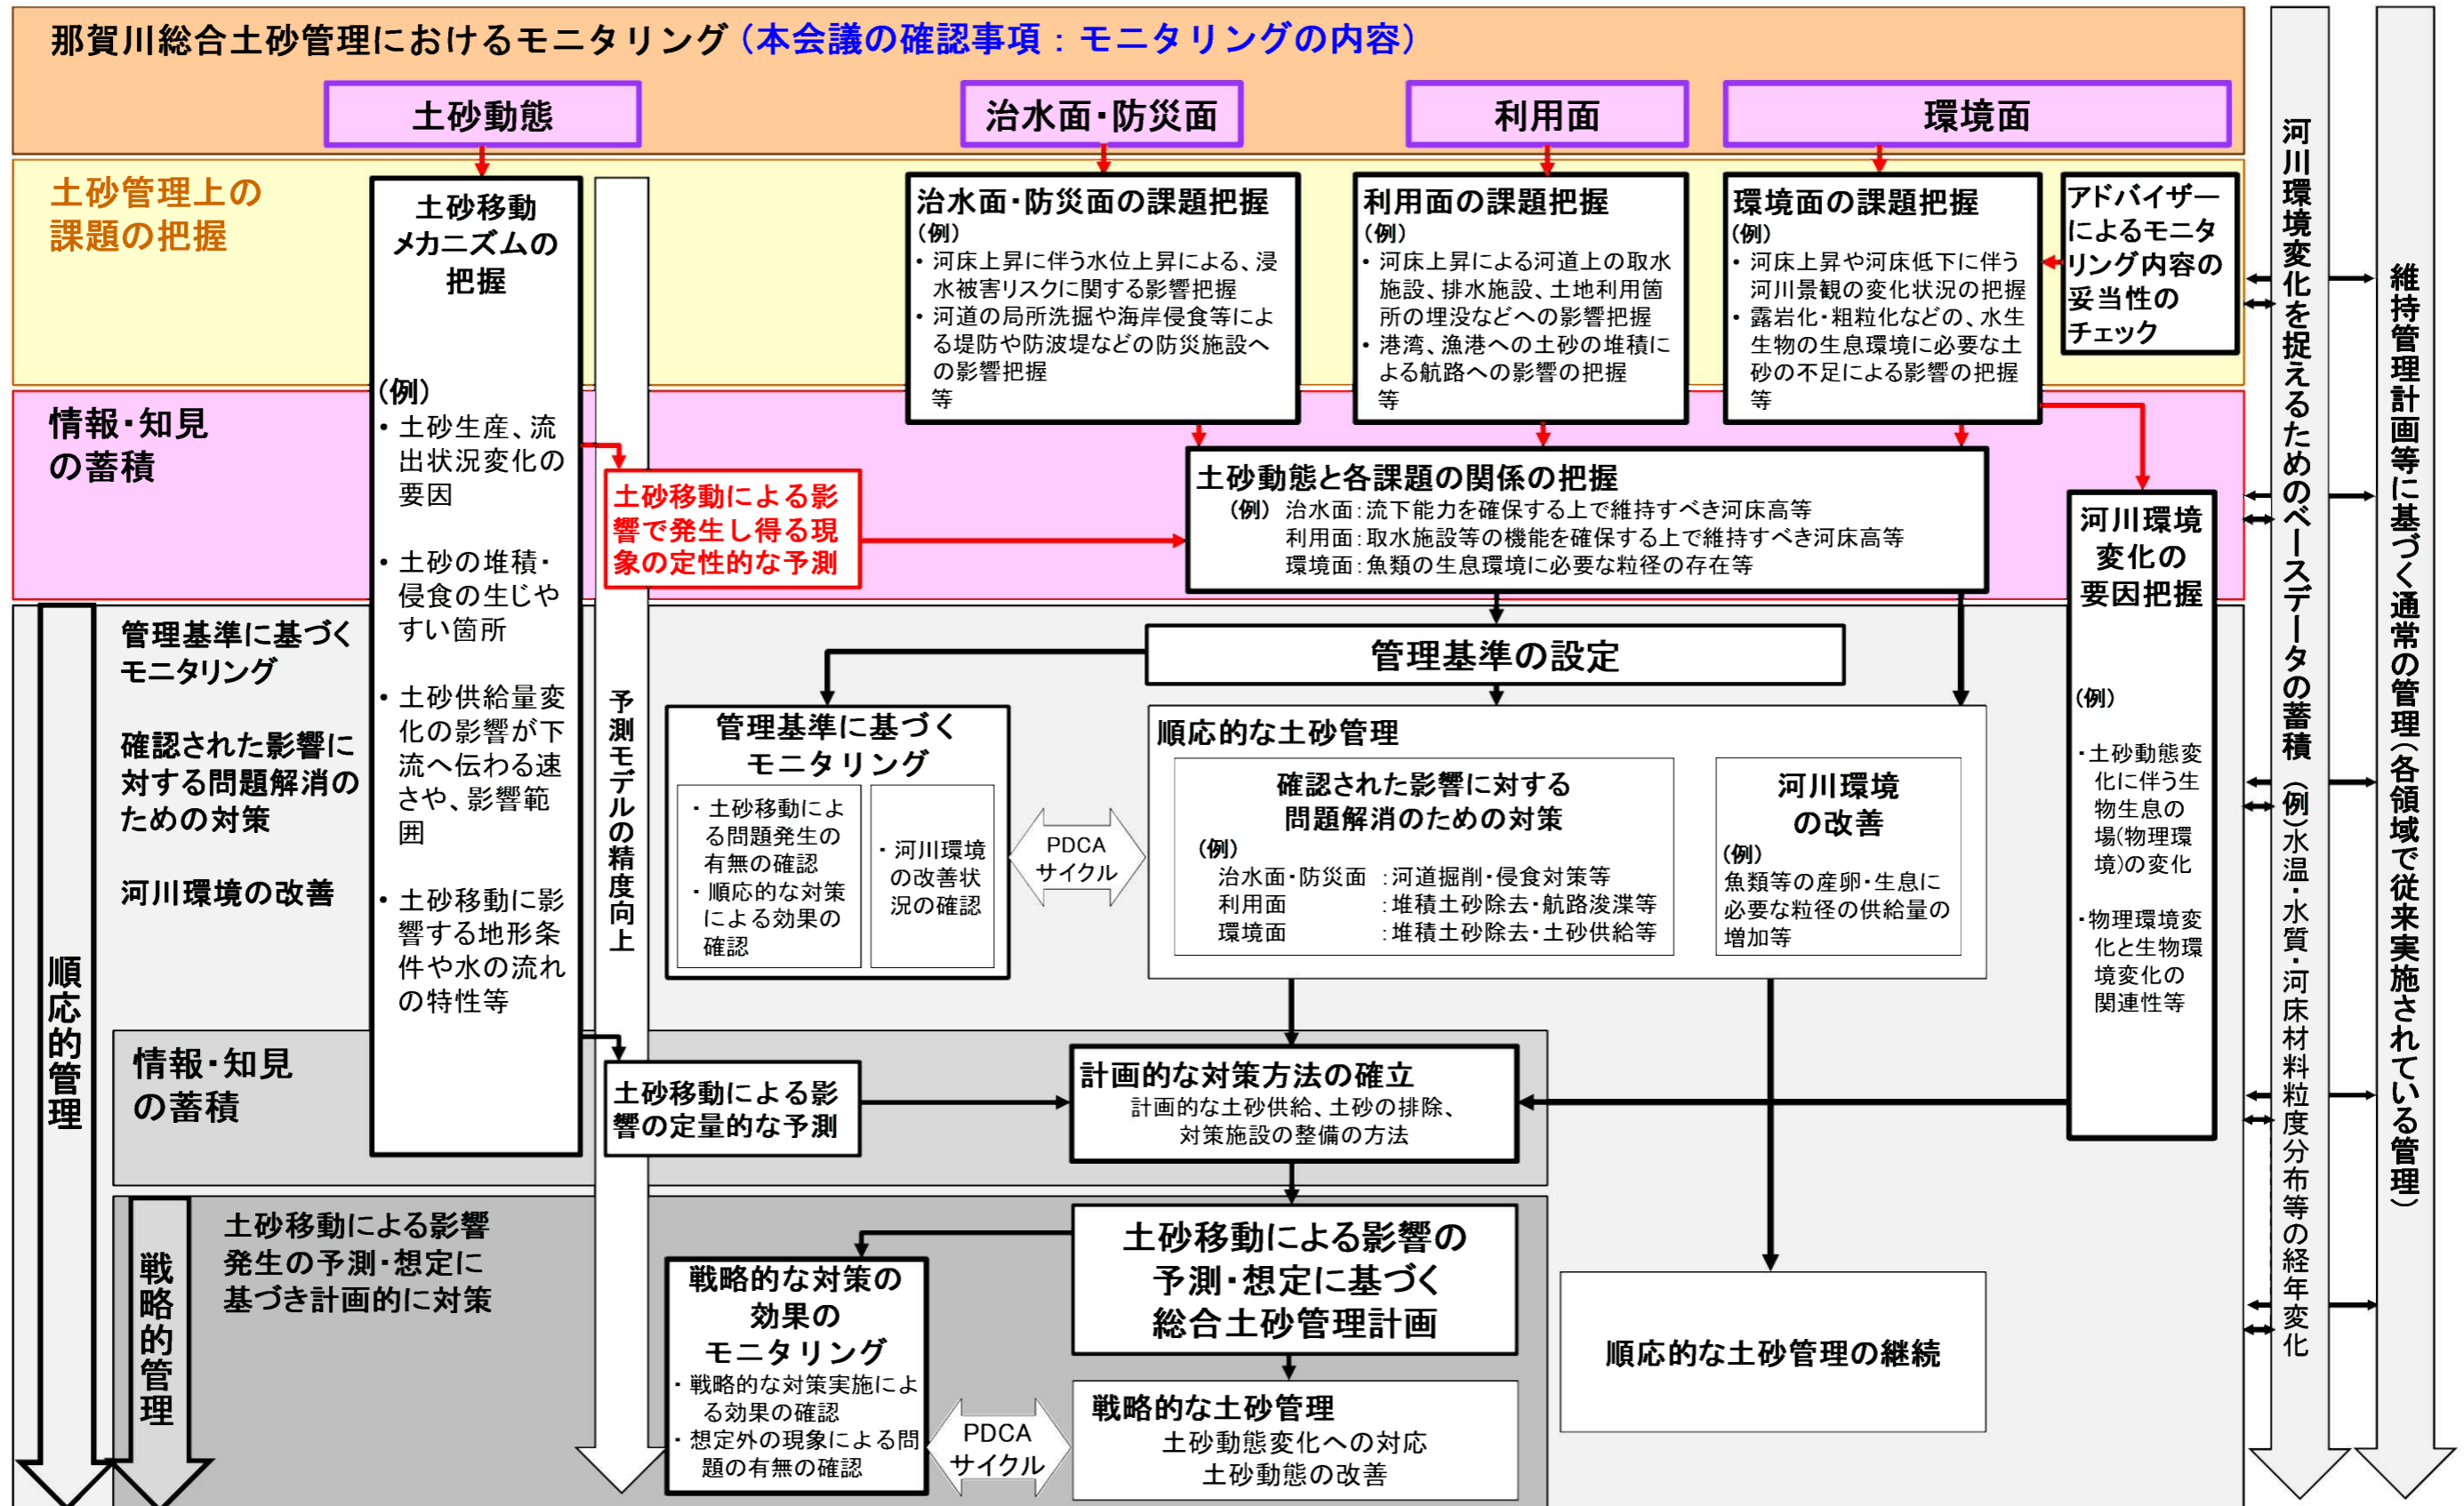 那賀川総合土砂管理におけるモニタリング（本会議の確認事項：モニタリングの内容）
土砂動態
治水面・防災面
利用面
環境面
土砂管理上の
課題の把握
土砂移動
メカニズムの
把握
(例)
・土砂生産、流
出状況変化の
要因
・土砂の堆積・
侵食の生じや
すい箇所
・土砂供給量変
化の影響が下
流へ伝わる速
さや、影響範
囲
・土砂移動に影
響する地形条
件や水の流れ
の特性等
治水面・防災面の課題把握
(例)
・河床上昇に伴う水位上昇による、浸
水被害リスクに関する影響把握
・河道の局所洗掘や海岸侵食等によ
る堤防や防波堤などの防災施設へ
の影響把握
等
利用面の課題把握
(例)
・河床上昇による河道上の取水
施設、排水施設、土地利用箇
所の埋没などへの影響把握
・港湾、漁港への土砂の堆積に
よる航路への影響の把握
等
環境面の課題把握
(例)
・河床上昇や河床低下に伴う
河川景観の変化状況の把握
・露岩化・粗粒化などの、水生
生物の生息環境に必要な土
砂の不足による影響の把握
等
アドバイザー
によるモニタ
リング内容の
妥当性の
チェック
情報・知見
の蓄積
土砂移動による影
響で発生し得る現
象の定性的な予測
土砂動態と各課題の関係の把握
(例) 治水面：流下能力を確保する上で維持すべき河床高等
利用面：取水施設等の機能を確保する上で維持すべき河床高等
環境面：魚類の生息環境に必要な粒径の存在等
河川環境
変化の
要因把握
(例)
・土砂動態変
化に伴う生
物生息の
場(物理環
境)の変化
・物理環境変
化と生物環
境変化の
関連性等
順応的管理
管理基準に基づく
モニタリング
確認された影響に
対する問題解消の
ための対策
河川環境の改善
予測モデルの精度向上
管理基準の設定
管理基準に基づく
モニタリング
・土砂移動によ
る問題発生の
有無の確認
・順応的な対策
による効果の
確認
・河川環境
の改善状
況の確認
PDCA
サイクル
順応的な土砂管理
確認された影響に対する
問題解消のための対策
(例)
治水面・防災面：河道掘削・侵食対策等
利用面：堆積土砂除去・航路浚渫等
環境面：堆積土砂除去・土砂供給等
河川環境
の改善
(例)
魚類等の産卵・生息に
必要な粒径の供給量の
増加等
情報・知見
の蓄積
土砂移動による影
響の定量的な予測
計画的な対策方法の確立
計画的な土砂供給、土砂の排除、
対策施設の整備の方法
戦略的管理
土砂移動による影響
発生の予測・想定に
基づき計画的に対策
土砂移動による影響の
予測・想定に基づく
総合土砂管理計画
戦略的な対策の
効果の
モニタリング
・戦略的な対策実施によ
る効果の確認
・想定外の現象による問
題の有無の確認
PDCA
サイクル
戦略的な土砂管理
土砂動態変化への対応
土砂動態の改善
順応的な土砂管理の継続
河川環境変化を捉えるためのベースデータの蓄積（例）水温・水質・河床材料粒度分布等の経年変化
維持管理計画等に基づく通常の管理（各領域で従来実施されている管理）